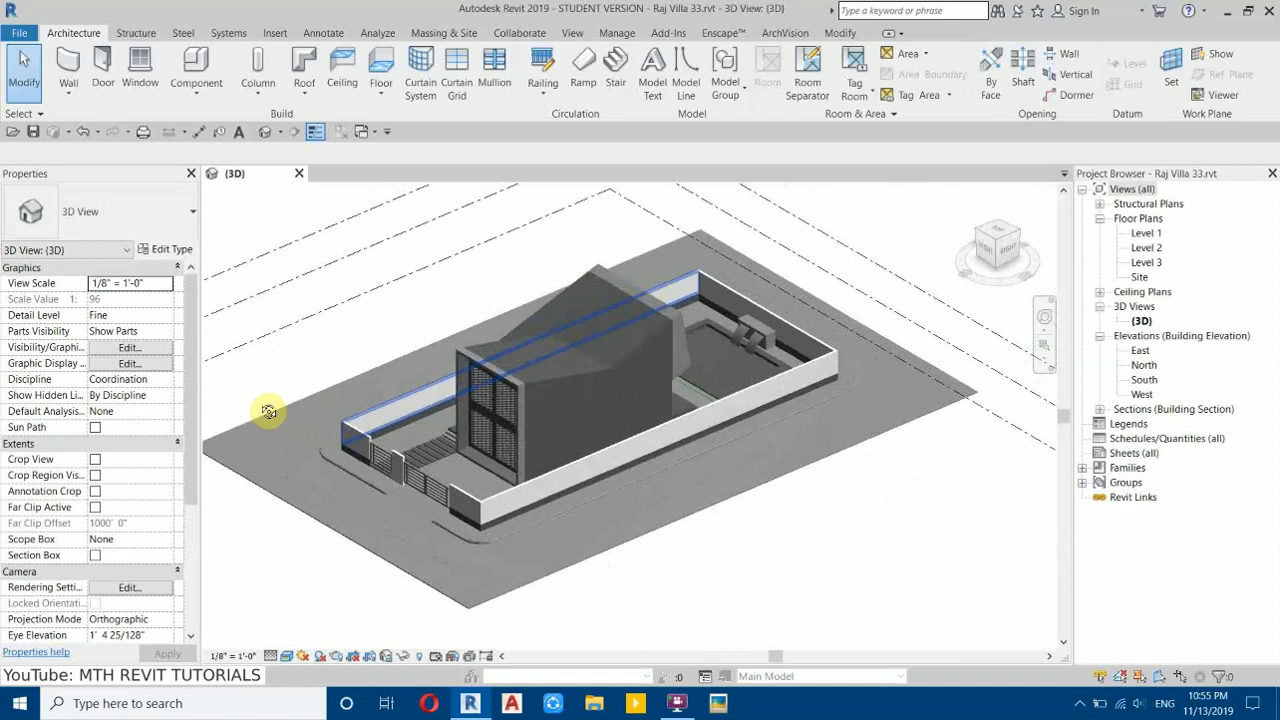 Autodesk Revit 2019 - STUDENT VERSION - Raj Villa 33.rvt - 3D View: {3D}
Type a keyword or phrase
Sign In
File Architecture Structure Steel Systems Insert Annotate Analyze Massing & Site Collaborate View Manage Add-Ins Enscape™ ArchVision Modify
Modify Wall Door Window Component Column Roof Ceiling Floor Curtain System Curtain Grid Mullion Railing Ramp Stair Model Text Model Line Model Group Room Room Separator Tag Room By Face Shaft Set
Area Wall Level Show
Area Boundary Vertical Grid Ref Plane
Tag Area Dormer Viewer
Select Build Circulation Model Room & Area Opening Datum Work Plane
Properties
{3D}
Project Browser - Raj Villa 33.rvt
3D View
3D View: {3D}
Edit Type
Graphics
View Scale 1/8" = 1'-0"
Scale Value 1: 96
Detail Level Fine
Parts Visibility Show Parts
Visibility/Graphi... Edit...
Graphic Display ... Edit...
Discipline Coordination
Show Hidden L... By Discipline
Default Analysis... None
Sun Path
Extents
Crop View
Crop Region Vis...
Annotation Crop
Far Clip Active
Far Clip Offset 1000' 0"
Scope Box None
Section Box
Camera
Rendering Setti... Edit...
Locked Orientati...
Projection Mode Orthographic
Eye Elevation 1' 4 25/128"
Properties help
Apply
TOP
FRONT
RIGHT
Views (all)
Structural Plans
Floor Plans
Level 1
Level 2
Level 3
Site
Ceiling Plans
3D Views
{3D}
Elevations (Building Elevation)
East
North
South
West
Sections (Building Section)
Legends
Schedules/Quantities (all)
Sheets (all)
Families
Groups
Revit Links
1/8" = 1'-0"
YouTube: MTH REVIT TUTORIALS
:0
Main Model
:0
Type here to search
ENG
10:55 PM
11/13/2019